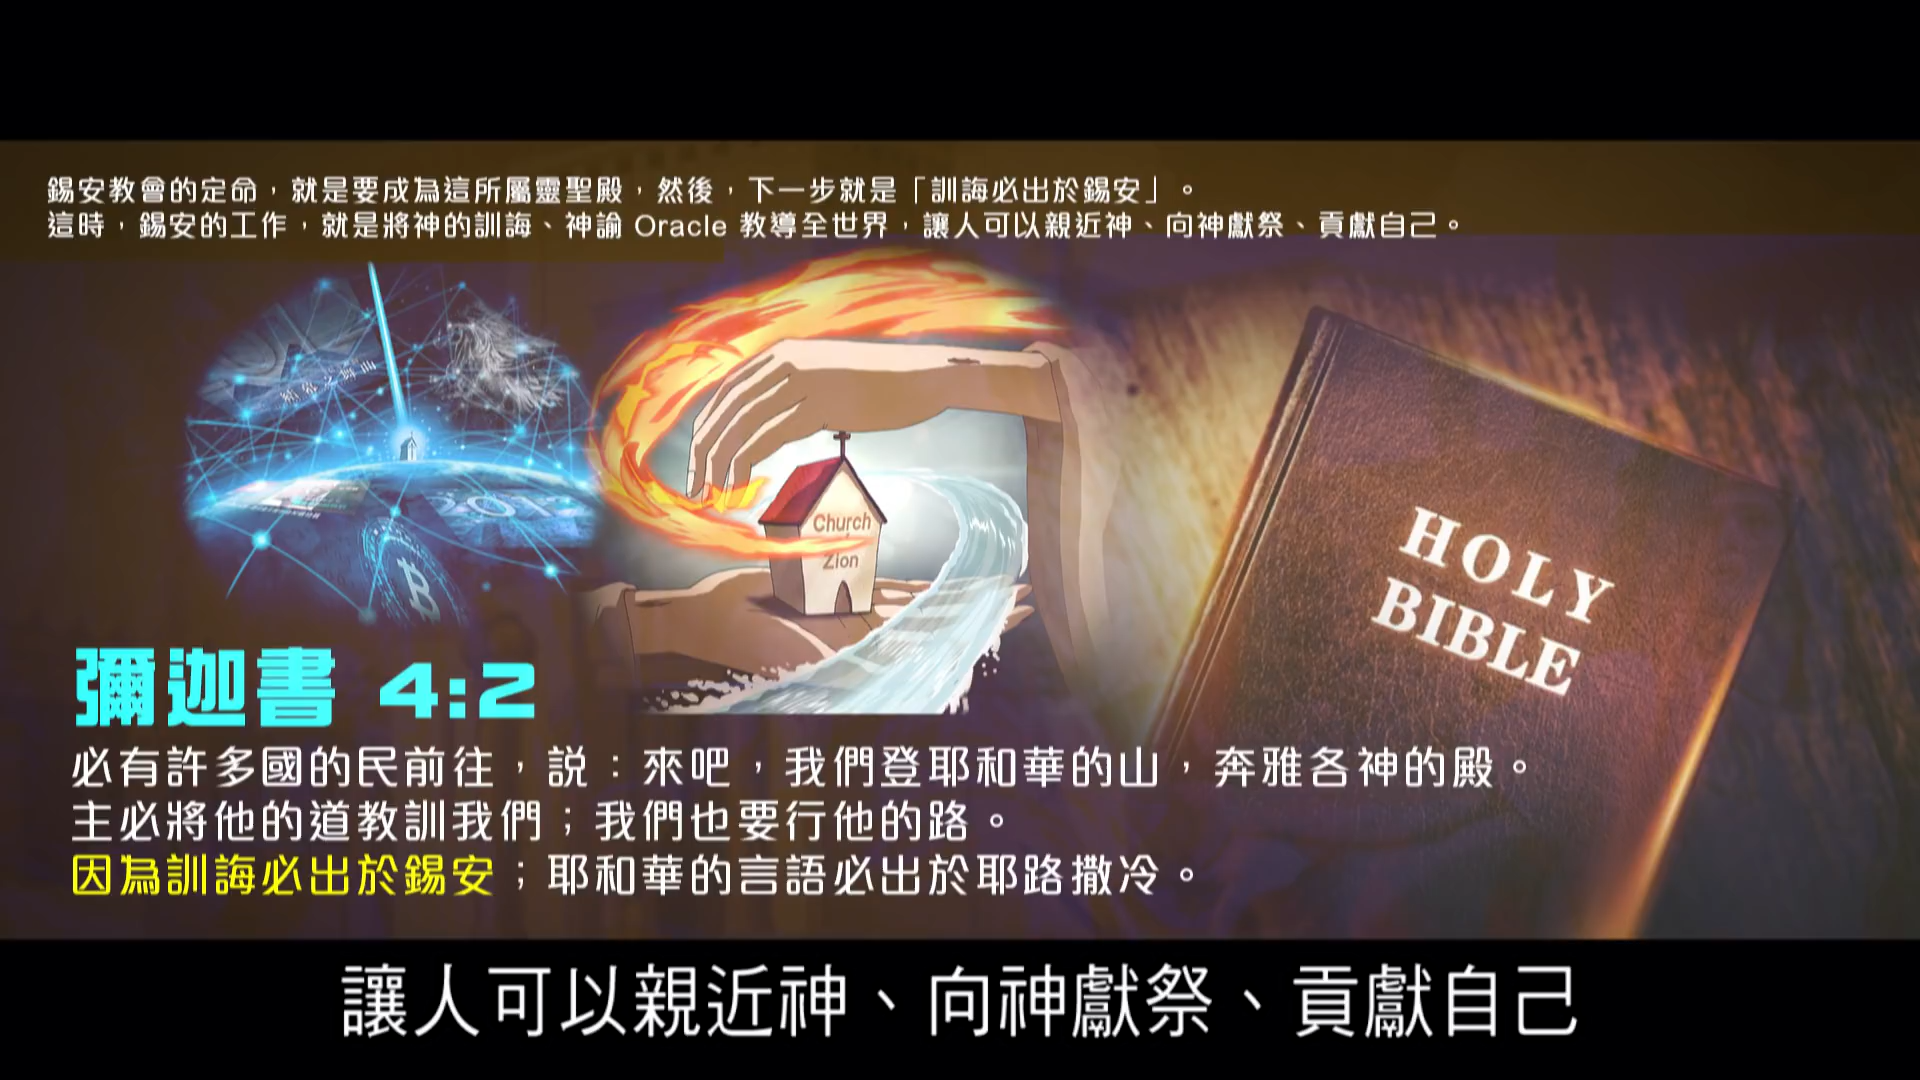 錫安教會的定命，就是要成為這所屬靈聖殿，然後，下一步就是「訓誨必出於錫安」。
這時，錫安的工作，就是將神的訓誨、神諭 Oracle 教導全世界，讓人可以親近神、向神獻祭、貢獻自己。
Church
Zion
HOLY
BIBLE
彌迦書 4:2
必有許多國的民前往，説：來吧，我們登耶和華的山，奔雅各神的殿。
主必將他的道教訓我們；我們也要行他的路。
因為訓誨必出於錫安；耶和華的言語必出於耶路撒冷。
讓人可以親近神、向神獻祭、貢獻自己